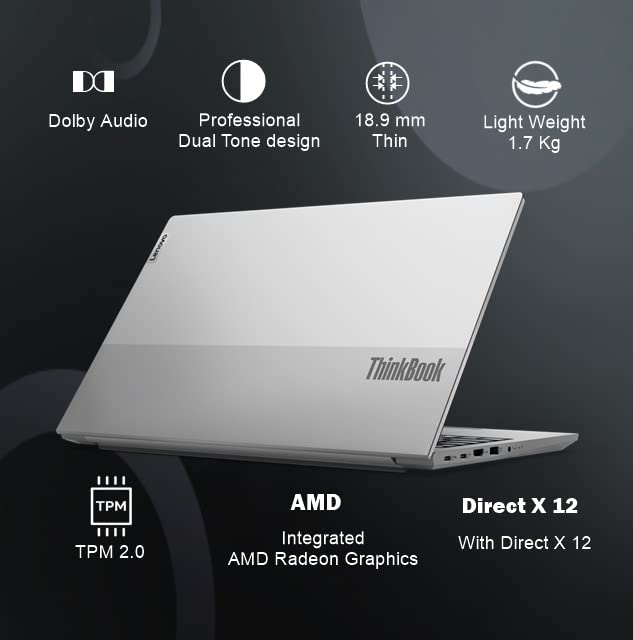 Dolby Audio
Professional
Dual Tone design
18.9 mm
Thin
Light Weight
1.7 Kg
Lenovo
ThinkBook
TPM
TPM 2.0
AMD
Integrated
AMD Radeon Graphics
Direct X 12
With Direct X 12